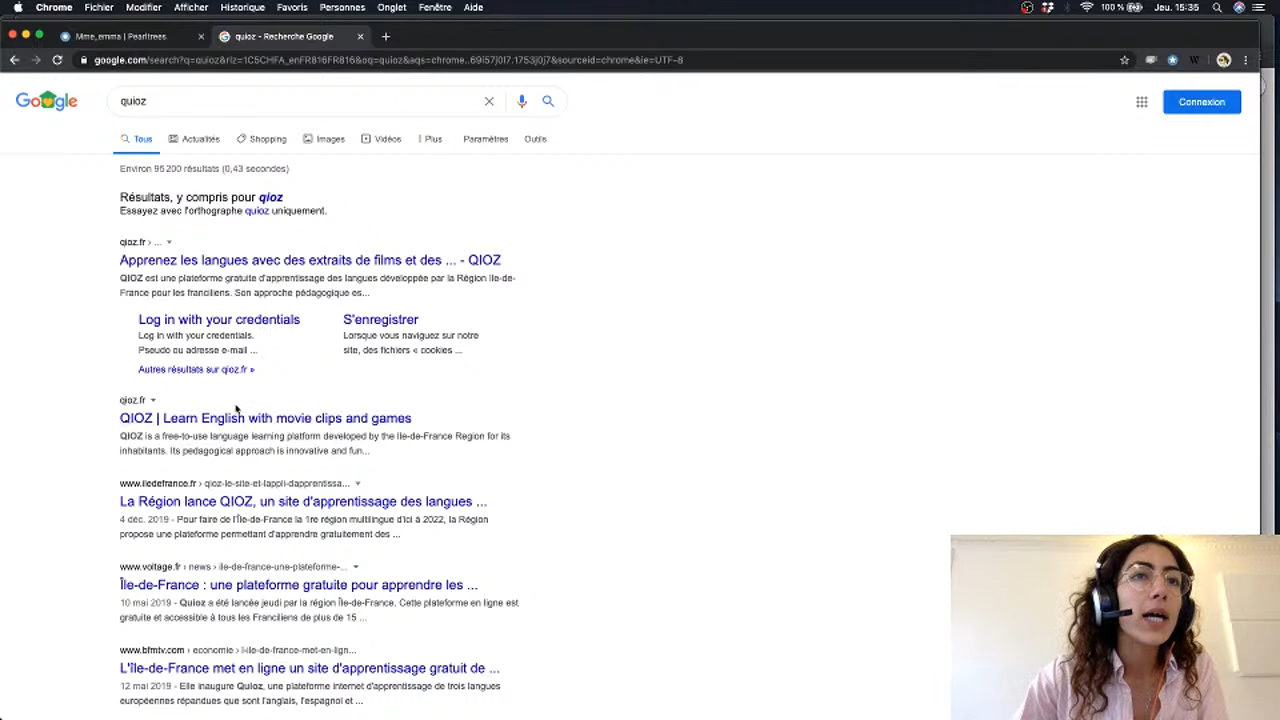 Chrome Fichier Modifier Afficher Historique Favoris Personnes Onglet Fenêtre Aide 100 % Jeu. 15:35
Mme_emma | Pearltrees
quioz - Recherche Google
google.com/search?q=quioz&rlz=1C5CHFA_enFR816FR816&oq=quioz&aqs=chrome..69i57j0l7.1753j0j7&sourceid=chrome&ie=UTF-8
Google
quioz
Connexion
Tous Actualités Shopping Images Vidéos Plus Paramètres Outils
Environ 95 200 résultats (0,43 secondes)
Résultats, y compris pour qioz
Essayez avec l'orthographe quioz uniquement.
qioz.fr › ...
Apprenez les langues avec des extraits de films et des ... - QIOZ
QIOZ est une plateforme gratuite d'apprentissage des langues développée par la Région Ile-de-
France pour les franciliens. Son approche pédagogique es...
Log in with your credentials
Log in with your credentials.
Pseudo ou adresse e-mail ...
S'enregistrer
Lorsque vous naviguez sur notre
site, des fichiers « cookies ...
Autres résultats sur qioz.fr »
qioz.fr
QIOZ | Learn English with movie clips and games
QIOZ is a free-to-use language learning platform developed by the Ile-de-France Region for its
inhabitants. Its pedagogical approach is innovative and fun...
www.iledefrance.fr › qioz-le-site-et-lappli-dapprentissa...
La Région lance QIOZ, un site d'apprentissage des langues ...
4 déc. 2019 - Pour faire de l'Île-de-France la 1re région multilingue d'ici à 2022, la Région
propose une plateforme permettant d'apprendre gratuitement des ...
www.voltage.fr › news › ile-de-france-une-plateforme-...
Île-de-France : une plateforme gratuite pour apprendre les ...
10 mai 2019 - Quioz a été lancée jeudi par la région Île-de-France. Cette plateforme en ligne est
gratuite et accessible à tous les Franciliens de plus de 15 ...
www.bfmtv.com › economie › l-ile-de-france-met-en-lign...
L'Île-de-France met en ligne un site d'apprentissage gratuit de ...
12 mai 2019 - Elle inaugure Quioz, une plateforme internet d'apprentissage de trois langues
européennes répandues que sont l'anglais, l'espagnol et ...